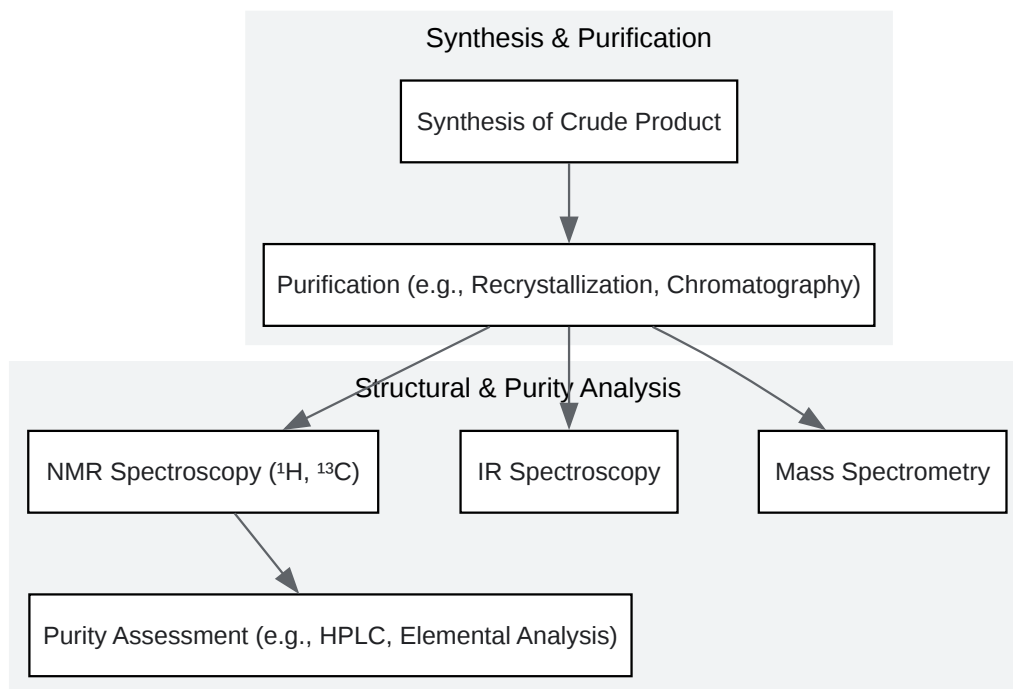 Synthesis & Purification
Synthesis of Crude Product
Purification (e.g., Recrystallization, Chromatography)
Structural & Purity Analysis
NMR Spectroscopy (¹H, ¹³C)
IR Spectroscopy
Mass Spectrometry
Purity Assessment (e.g., HPLC, Elemental Analysis)